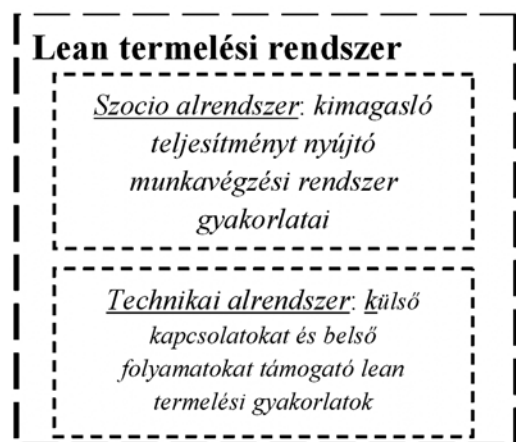 Lean termelési rendszer
Szocio alrendszer: kimagasló
teljesítményt nyújtó
munkavégzési rendszer
gyakorlatai
Technikai alrendszer: külső
kapcsolatokat és belső
folyamatokat támogató lean
termelési gyakorlatok